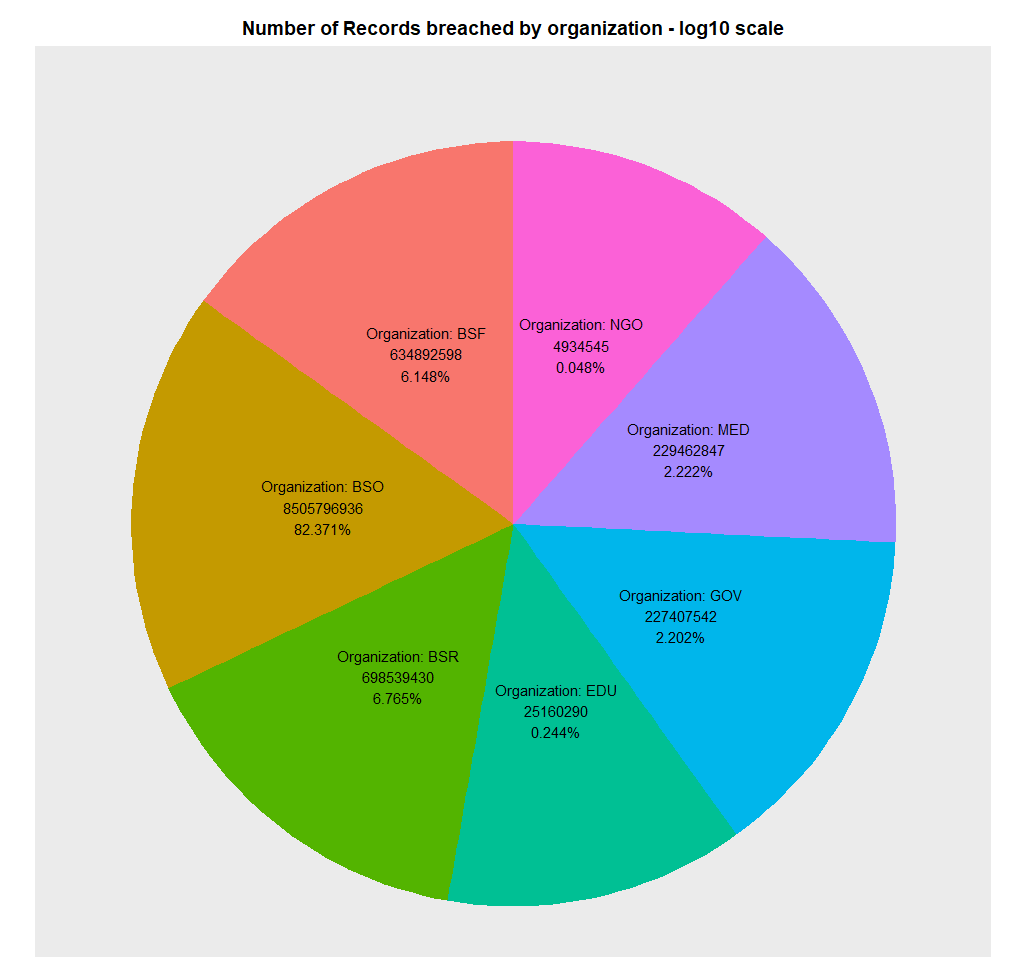 Number of Records breached by organization - log10 scale
Organization: NGO
4934545
0.048%
Organization: BSF
634892598
6.148%
Organization: MED
229462847
2.222%
Organization: BSO
8505796936
82.371%
Organization: GOV
227407542
2.202%
Organization: BSR
698539430
6.765%
Organization: EDU
25160290
0.244%